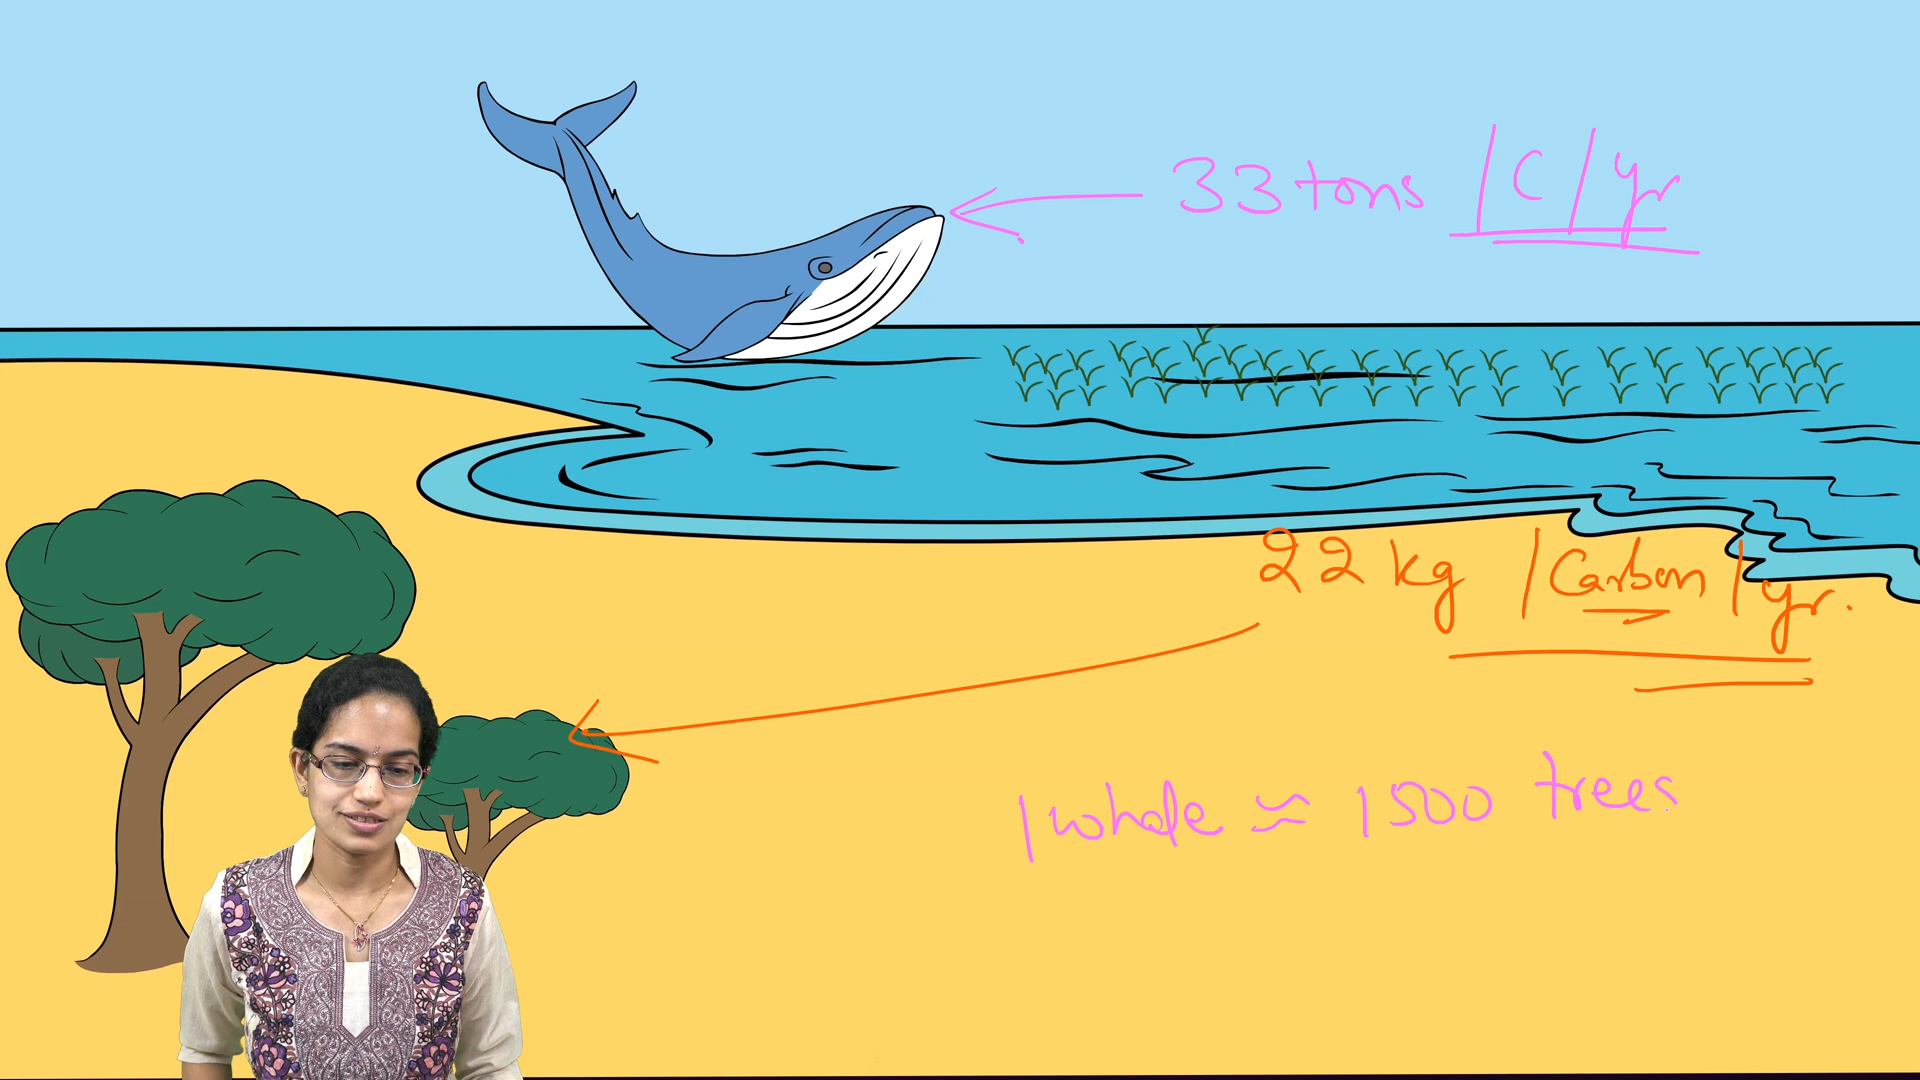 33 tons /C/yr
22 kg /Carbon/yr.
1 whale ≈ 1500 trees